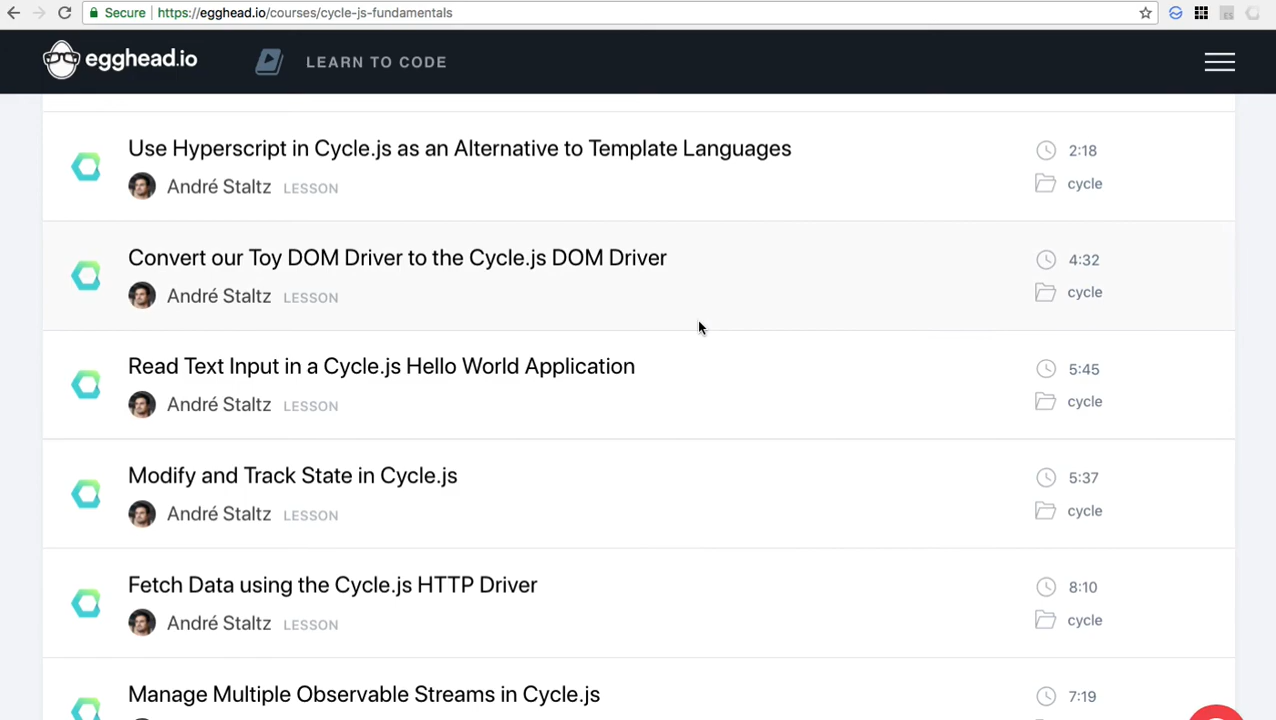 Secure https://egghead.io/courses/cycle-js-fundamentals
egghead.io LEARN TO CODE
Use Hyperscript in Cycle.js as an Alternative to Template Languages 2:18
André Staltz LESSON cycle
Convert our Toy DOM Driver to the Cycle.js DOM Driver 4:32
André Staltz LESSON cycle
Read Text Input in a Cycle.js Hello World Application 5:45
André Staltz LESSON cycle
Modify and Track State in Cycle.js 5:37
André Staltz LESSON cycle
Fetch Data using the Cycle.js HTTP Driver 8:10
André Staltz LESSON cycle
Manage Multiple Observable Streams in Cycle.js 7:19